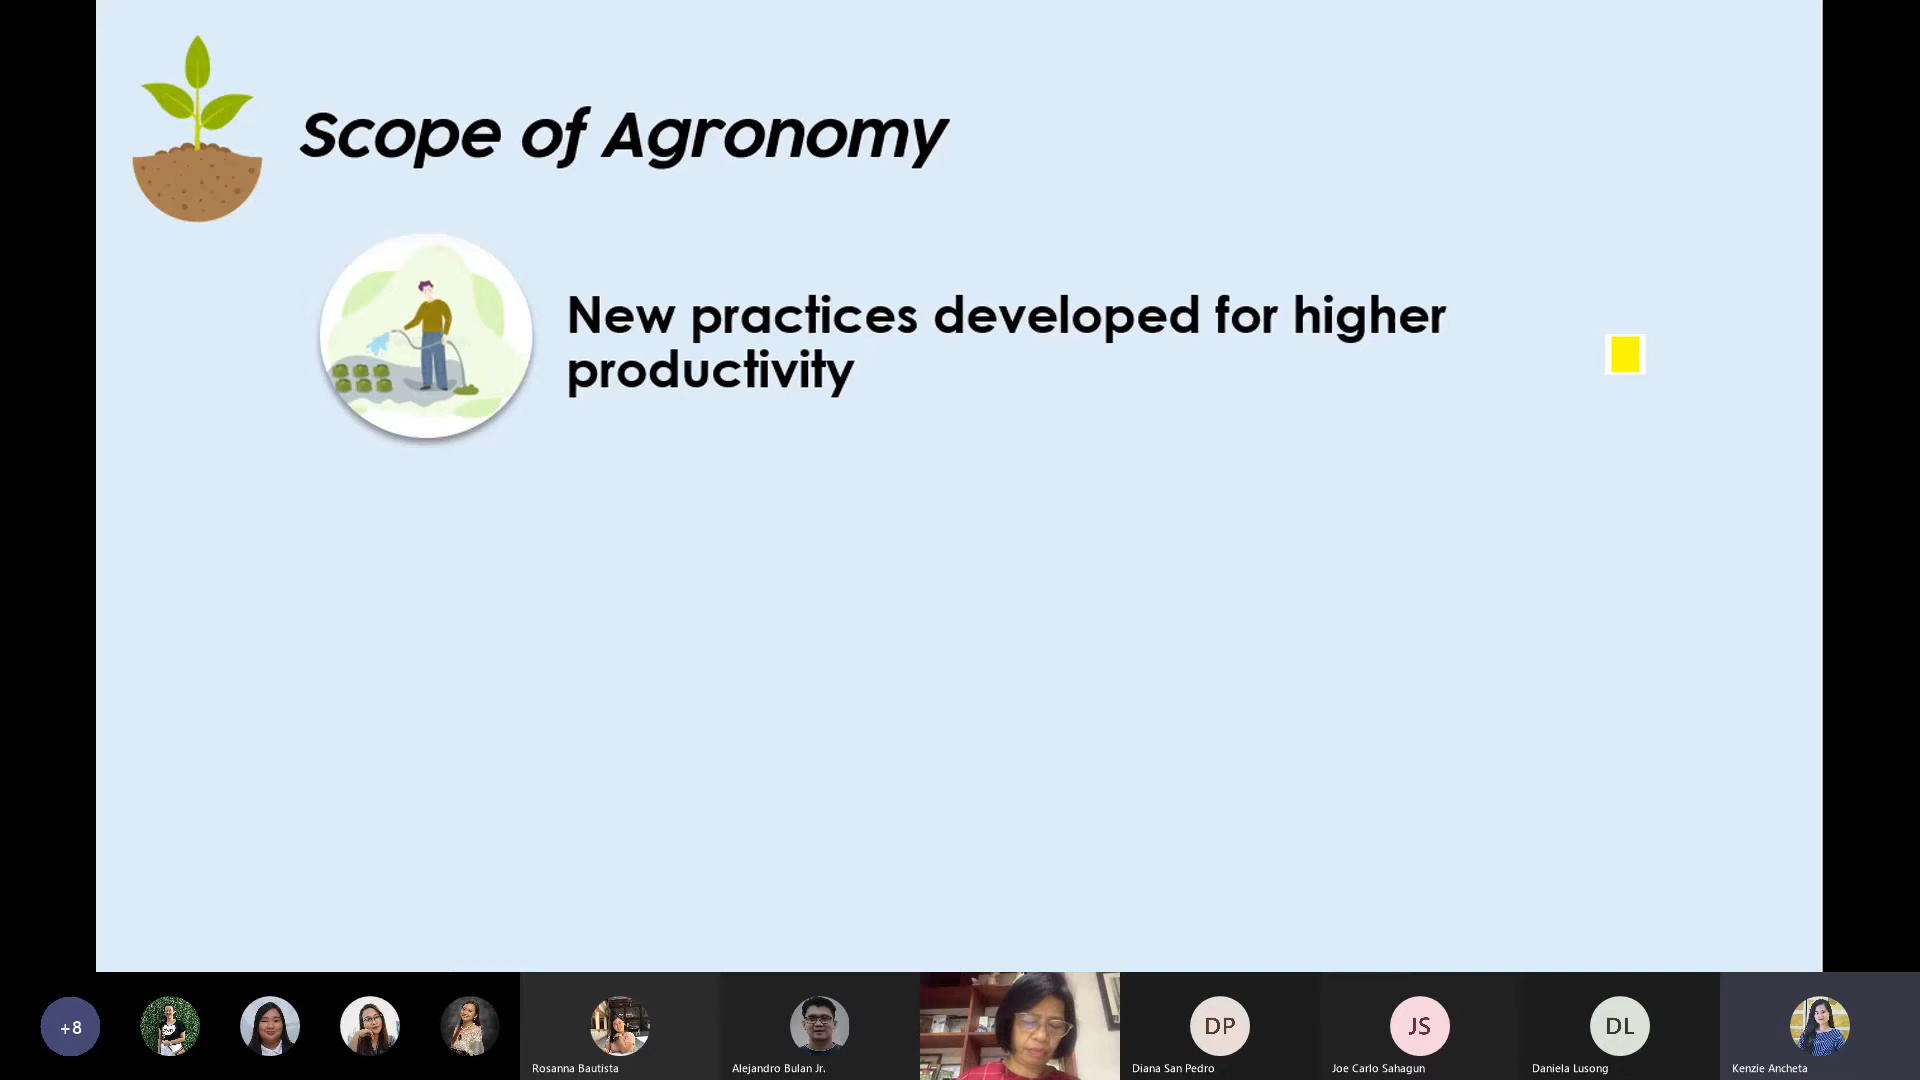 Scope of Agronomy
New practices developed for higher
productivity
+8
Rosanna Bautista
Alejandro Bulan Jr.
DP
Diana San Pedro
JS
Joe Carlo Sahagun
DL
Daniela Lusong
Kenzie Ancheta